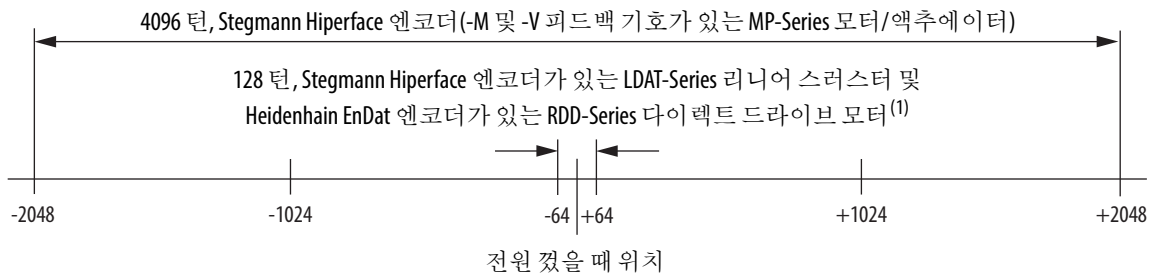 4096 턴, Stegmann Hiperface 엔코더(-M 및 -V 피드백 기호가 있는 MP-Series 모터/액추에이터)
128 턴, Stegmann Hiperface 엔코더가 있는 LDAT-Series 리니어 스러스터 및
Heidenhain EnDat 엔코더가 있는 RDD-Series 다이렉트 드라이브 모터(1)
-2048 -1024 -64 +64 +1024 +2048
전원 껐을 때 위치